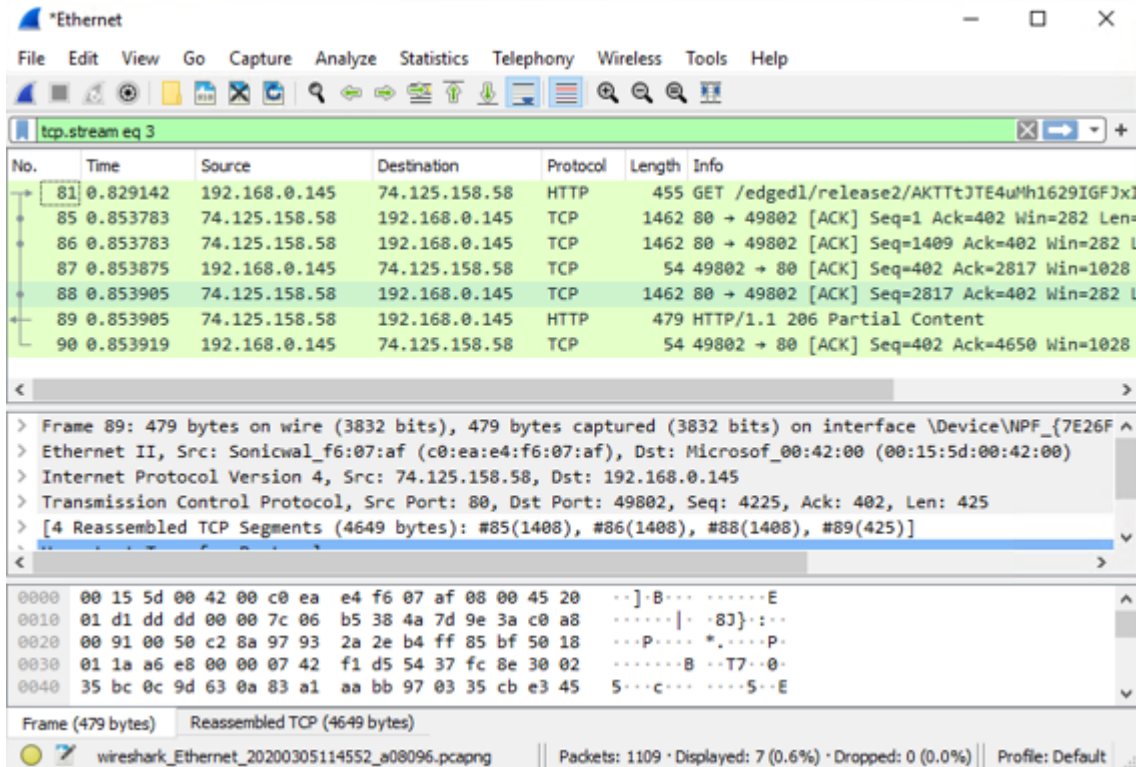 *Ethernet
File Edit View Go Capture Analyze Statistics Telephony Wireless Tools Help
tcp.stream eq 3
No. Time Source Destination Protocol Length Info
81 0.829142 192.168.0.145 74.125.158.58 HTTP 455 GET /edgedl/release2/AKTTtJTE4uMh1629IGFJx
85 0.853783 74.125.158.58 192.168.0.145 TCP 1462 80 → 49802 [ACK] Seq=1 Ack=402 Win=282 Len=
86 0.853783 74.125.158.58 192.168.0.145 TCP 1462 80 → 49802 [ACK] Seq=1409 Ack=402 Win=282 L
87 0.853875 192.168.0.145 74.125.158.58 TCP 54 49802 → 80 [ACK] Seq=402 Ack=2817 Win=1028
88 0.853905 74.125.158.58 192.168.0.145 TCP 1462 80 → 49802 [ACK] Seq=2817 Ack=402 Win=282 L
89 0.853905 74.125.158.58 192.168.0.145 HTTP 479 HTTP/1.1 206 Partial Content
90 0.853919 192.168.0.145 74.125.158.58 TCP 54 49802 → 80 [ACK] Seq=402 Ack=4650 Win=1028
> Frame 89: 479 bytes on wire (3832 bits), 479 bytes captured (3832 bits) on interface \Device\NPF_{7E26F
> Ethernet II, Src: Sonicwal_f6:07:af (c0:ea:e4:f6:07:af), Dst: Microsof_00:42:00 (00:15:5d:00:42:00)
> Internet Protocol Version 4, Src: 74.125.158.58, Dst: 192.168.0.145
> Transmission Control Protocol, Src Port: 80, Dst Port: 49802, Seq: 4225, Ack: 402, Len: 425
> [4 Reassembled TCP Segments (4649 bytes): #85(1408), #86(1408), #88(1408), #89(425)]
0000 00 15 5d 00 42 00 c0 ea e4 f6 07 af 08 00 45 20 ··]·B··· ······E
0010 01 d1 dd dd 00 00 7c 06 b5 38 4a 7d 9e 3a c0 a8 ······|· ·8J}·:··
0020 00 91 00 50 c2 8a 97 93 2a 2e b4 ff 85 bf 50 18 ···P···· *.····P·
0030 01 1a a6 e8 00 00 07 42 f1 d5 54 37 fc 8e 30 02 ·······B ··T7··0·
0040 35 bc 0c 9d 63 0a 83 a1 aa bb 97 03 35 cb e3 45 5···c··· ····5··E
Frame (479 bytes) Reassembled TCP (4649 bytes)
wireshark_Ethernet_20200305114552_a08096.pcapng Packets: 1109 · Displayed: 7 (0.6%) · Dropped: 0 (0.0%) Profile: Default